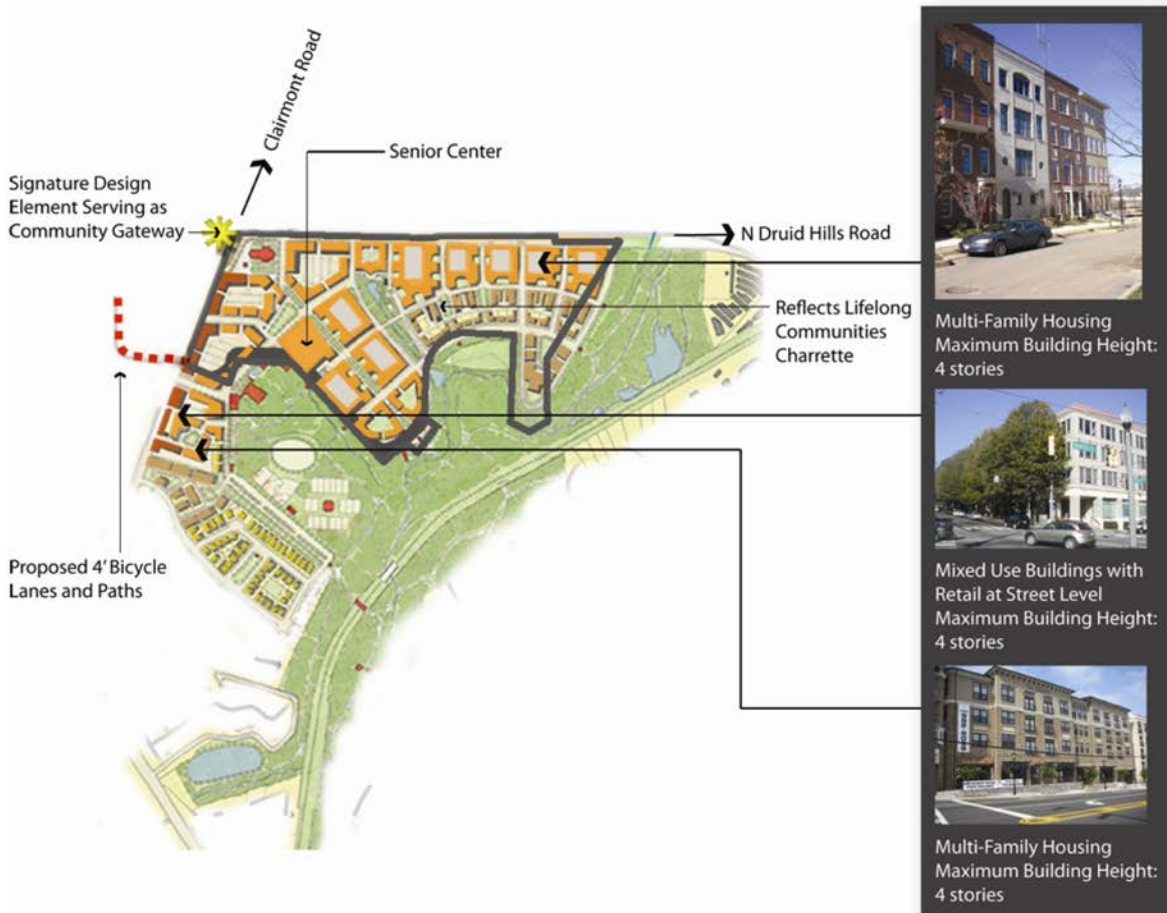 Clairmont Road
Senior Center
Signature Design
Element Serving as
Community Gateway
N Druid Hills Road
Reflects Lifelong
Communities
Charrette
Proposed 4' Bicycle
Lanes and Paths
Multi-Family Housing
Maximum Building Height:
4 stories
Mixed Use Buildings with
Retail at Street Level
Maximum Building Height:
4 stories
Multi-Family Housing
Maximum Building Height:
4 stories